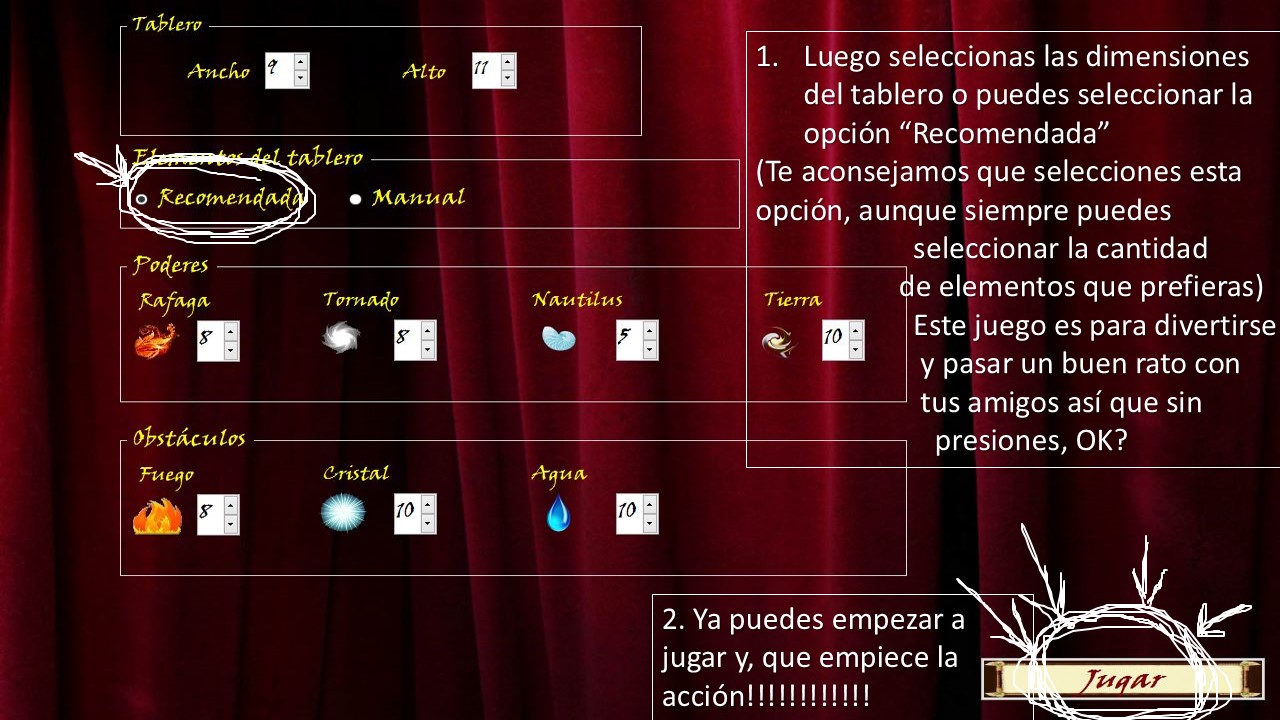 Tablero
Ancho 9 Alto 11
Elementos del tablero
Recomendada Manual
Poderes
Rafaga Tornado Nautilus Tierra
8 8 5 10
Obstáculos
Fuego Cristal Agua
8 10 10
1. Luego seleccionas las dimensiones
del tablero o puedes seleccionar la
opción “Recomendada”
(Te aconsejamos que selecciones esta
opción, aunque siempre puedes
seleccionar la cantidad
de elementos que prefieras)
Este juego es para divertirse
y pasar un buen rato con
tus amigos así que sin
presiones, OK?
2. Ya puedes empezar a
jugar y, que empiece la
acción!!!!!!!!!!!!
Jugar